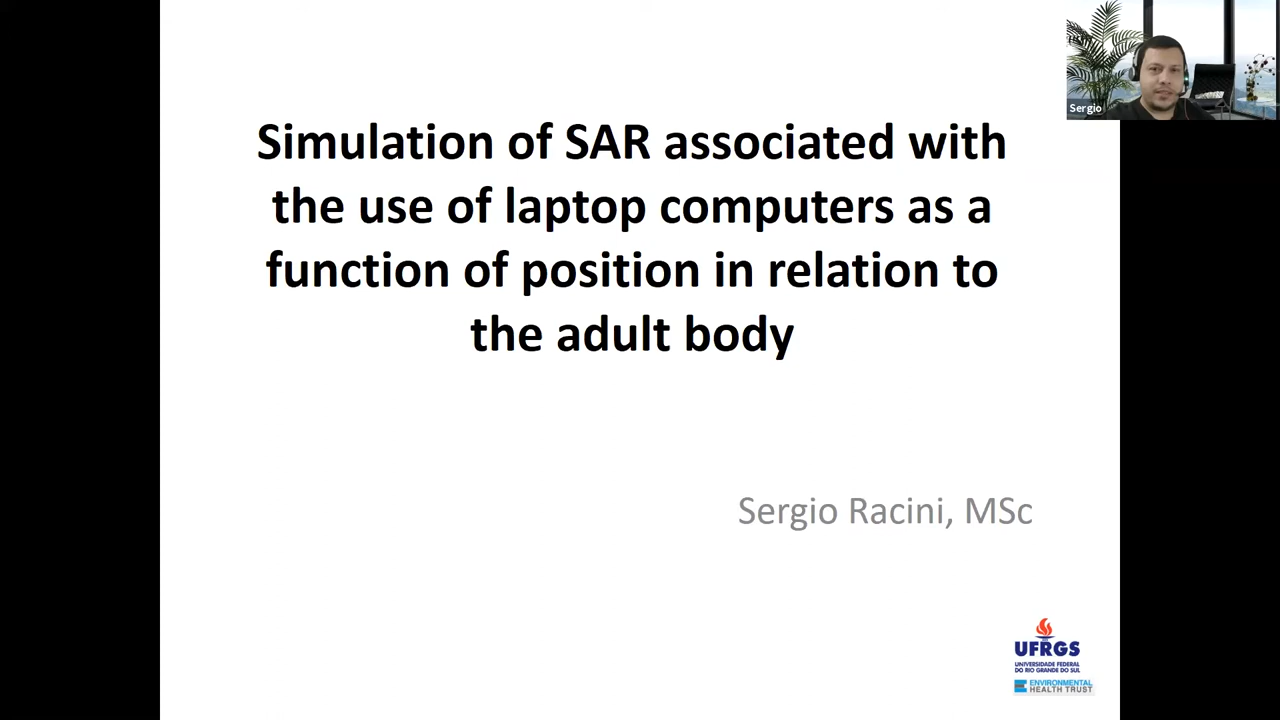 Sergio
Simulation of SAR associated with
the use of laptop computers as a
function of position in relation to
the adult body
Sergio Racini, MSc
UFRGS
UNIVERSIDADE FEDERAL
DO RIO GRANDE DO SUL
ENVIRONMENTAL
HEALTH TRUST